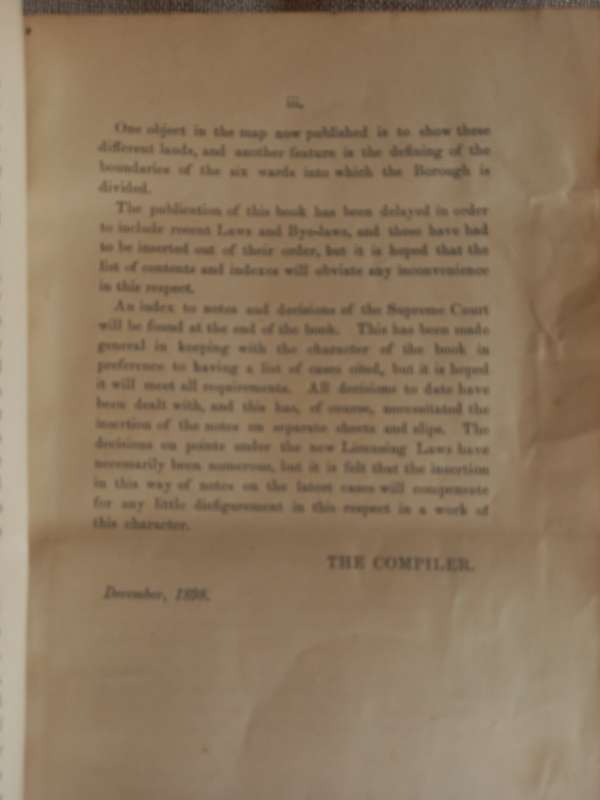 iii.
One object in the map now published is to show these
different lands, and another feature is the defining of the
boundaries of the six wards into which the Borough is
divided.
The publication of this book has been delayed in order
to include recent Laws and Bye-laws, and these have had
to be inserted out of their order, but it is hoped that the
list of contents and indexes will obviate any inconvenience
in this respect.
An index to notes and decisions of the Supreme Court
will be found at the end of the book. This has been made
general in keeping with the character of the book in
preference to having a list of cases cited, but it is hoped
it will meet all requirements. All decisions to date have
been dealt with, and this has, of course, necessitated the
insertion of the notes on separate sheets and slips. The
decisions on points under the new Licensing Laws have
necessarily been numerous, but it is felt that the insertion
in this way of notes on the latest cases will compensate
for any little disfigurement in this respect in a work of
this character.
THE COMPILER.
December, 1898.